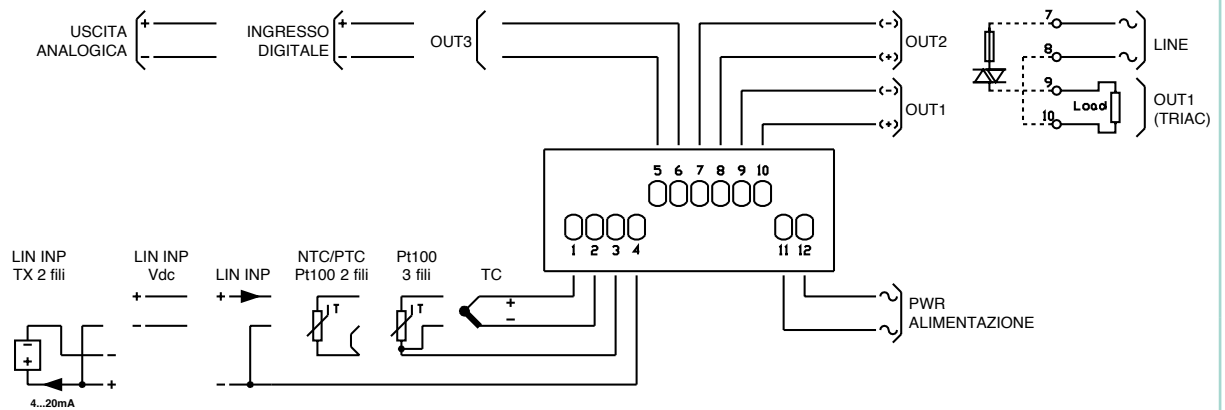 USCITA
ANALOGICA
+
−
INGRESSO
DIGITALE
+
−
OUT3
(-)
(+)
OUT2
(-)
(+)
OUT1
7
8
LINE
9
10
Load
OUT1
(TRIAC)
5 6 7 8 9 10
1 2 3 4
11 12
LIN INP
TX 2 fili
−
+
−
+
4...20mA
LIN INP
Vdc
+
−
LIN INP
+
−
NTC/PTC
Pt100 2 fili
T
Pt100
3 fili
T
TC
+
−
PWR
ALIMENTAZIONE